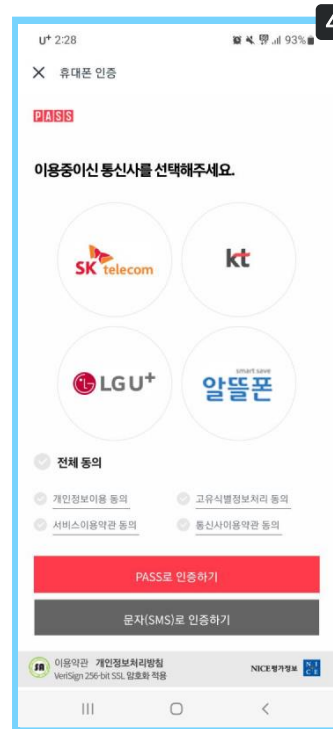 4
U+ 2:28
93%
휴대폰 인증
PASS
이용중이신 통신사를 선택해주세요.
SK telecom
kt
LG U+
smart save
알뜰폰
전체 동의
개인정보이용 동의
고유식별정보처리 동의
서비스이용약관 동의
통신사이용약관 동의
PASS로 인증하기
문자(SMS)로 인증하기
이용약관 개인정보처리방침
VeriSign 256-bit SSL 암호화 적용
NICE평가정보
NICE